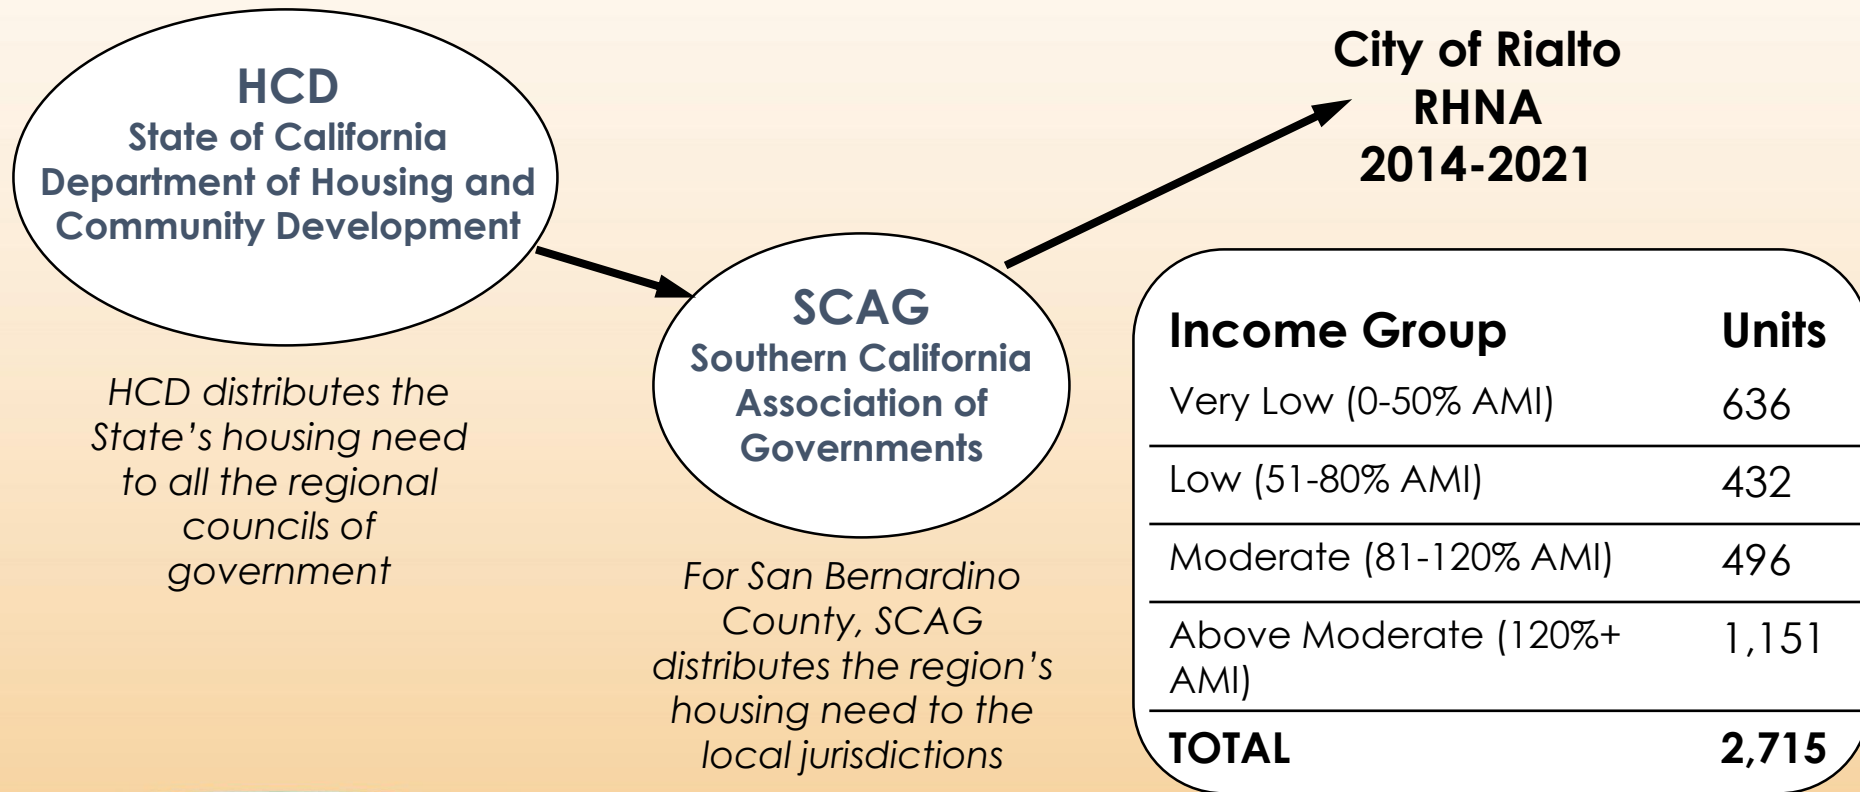 HCD
State of California
Department of Housing and
Community Development
HCD distributes the
State’s housing need
to all the regional
councils of
government
SCAG
Southern California
Association of
Governments
For San Bernardino
County, SCAG
distributes the region’s
housing need to the
local jurisdictions
City of Rialto
RHNA
2014-2021
Income Group Units
Very Low (0-50% AMI) 636
Low (51-80% AMI) 432
Moderate (81-120% AMI) 496
Above Moderate (120%+ 1,151
AMI)
TOTAL 2,715